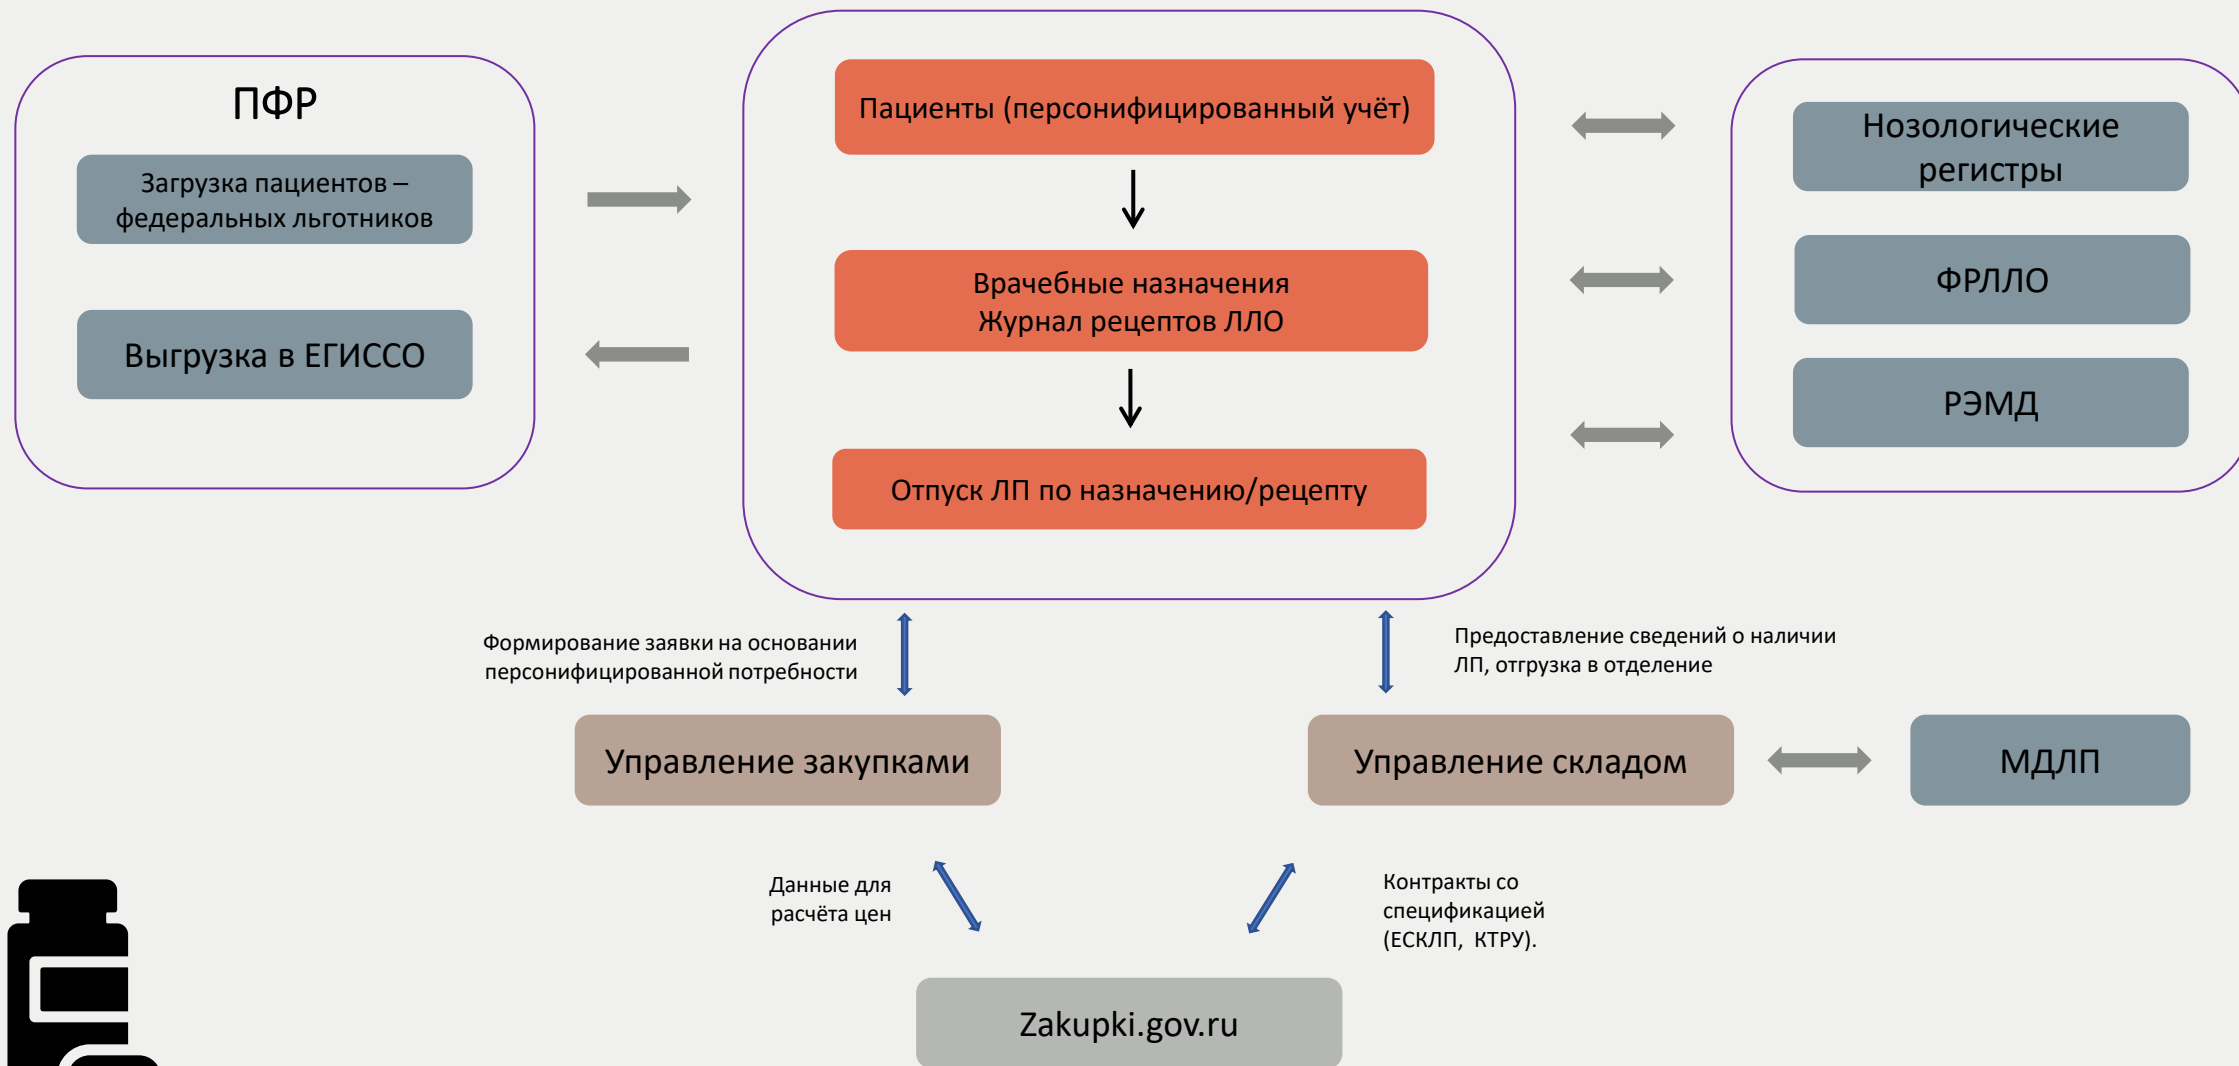 ПФР
Загрузка пациентов –
федеральных льготников
Выгрузка в ЕГИССО
Пациенты (персонифицированный учёт)
Врачебные назначения
Журнал рецептов ЛЛО
Отпуск ЛП по назначению/рецепту
Нозологические
регистры
ФРЛЛО
РЭМД
Формирование заявки на основании
персонифицированной потребности
Предоставление сведений о наличии
ЛП, отгрузка в отделение
Управление закупками
Управление складом
МДЛП
Данные для
расчёта цен
Контракты со
спецификацией
(ЕСКЛП, КТРУ).
Zakupki.gov.ru